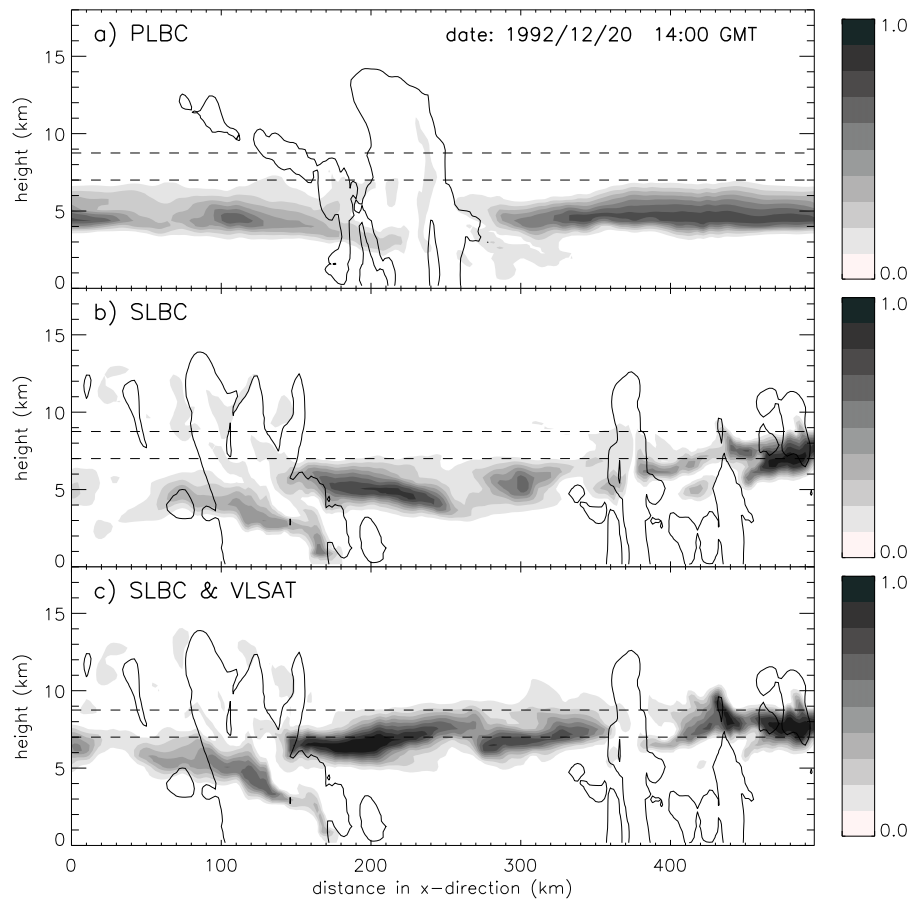 a) PLBC
date: 1992/12/20 14:00 GMT
15
10
5
0
height (km)
1.0
0.0
b) SLBC
15
10
5
0
height (km)
1.0
0.0
c) SLBC & VLSAT
15
10
5
0
height (km)
1.0
0.0
0 100 200 300 400
distance in x-direction (km)